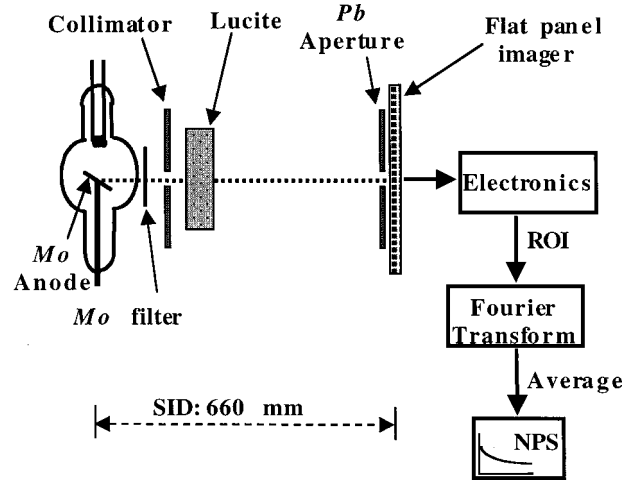 Collimator
Lucite
Pb
Aperture
Flat panel
imager
Electronics
ROI
Mo
Anode
Mo filter
Fourier
Transform
Average
SID: 660 mm
NPS